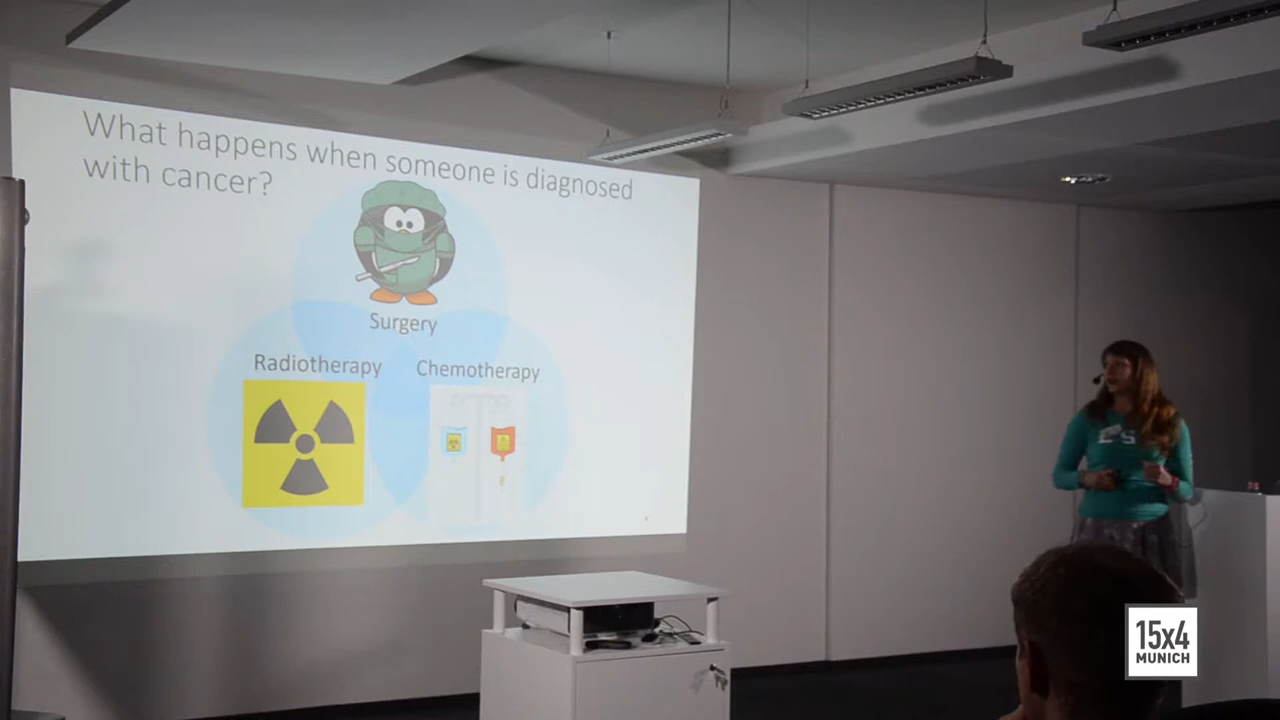 What happens when someone is diagnosed
with cancer?
Surgery
Radiotherapy
Chemotherapy
15x4
MUNICH